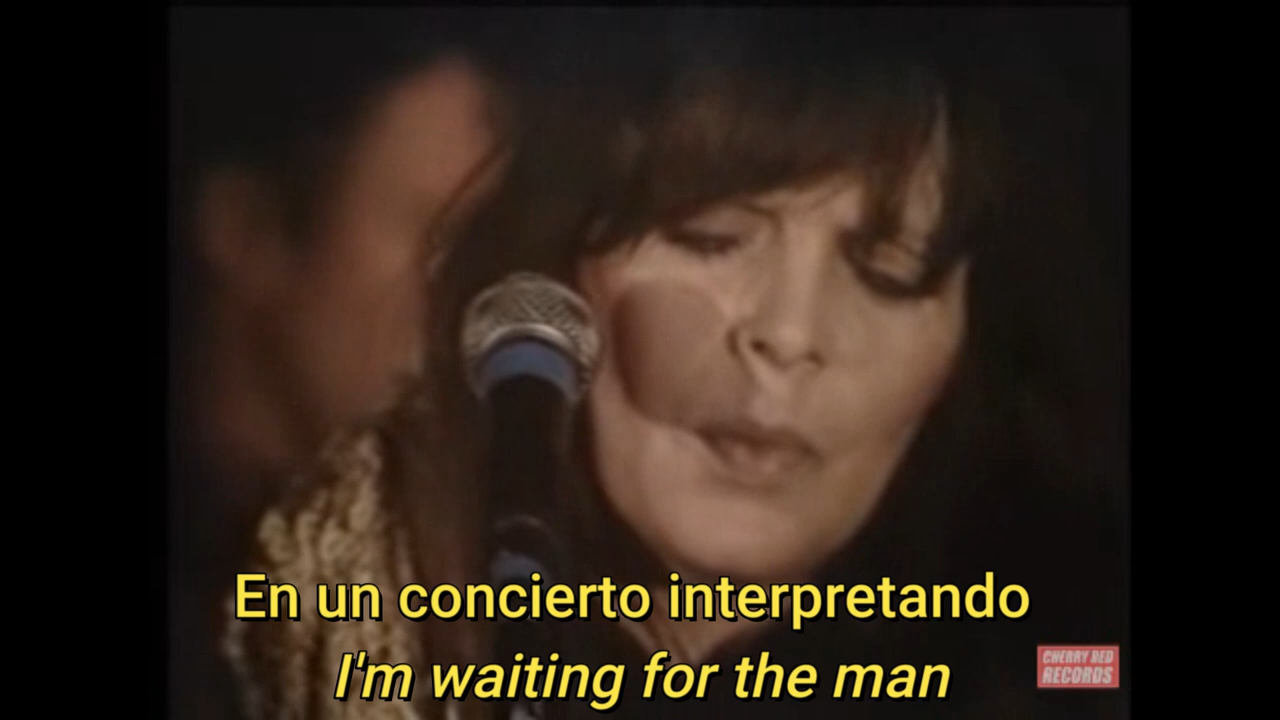 En un concierto interpretando
I'm waiting for the man
CHERRY RED
RECORDS